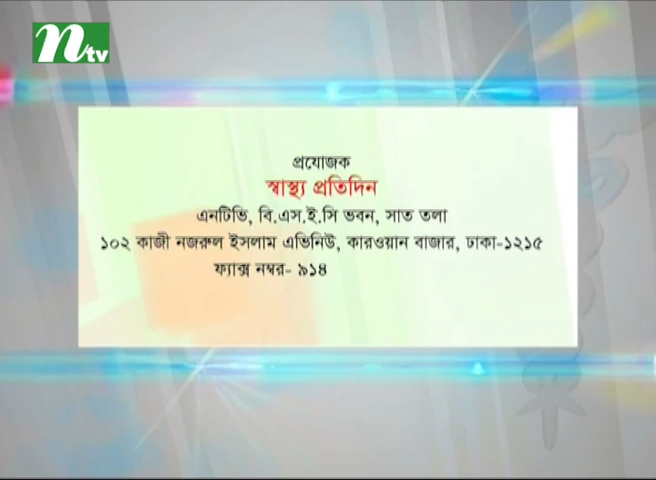 ntv
প্রযোজক
স্বাস্থ্য প্রতিদিন
এনটিভি, বি.এস.ই.সি ভবন, সাত তলা
১০২ কাজী নজরুল ইসলাম এভিনিউ, কারওয়ান বাজার, ঢাকা-১২১৫
ফ্যাক্স নম্বর- ৯১৪